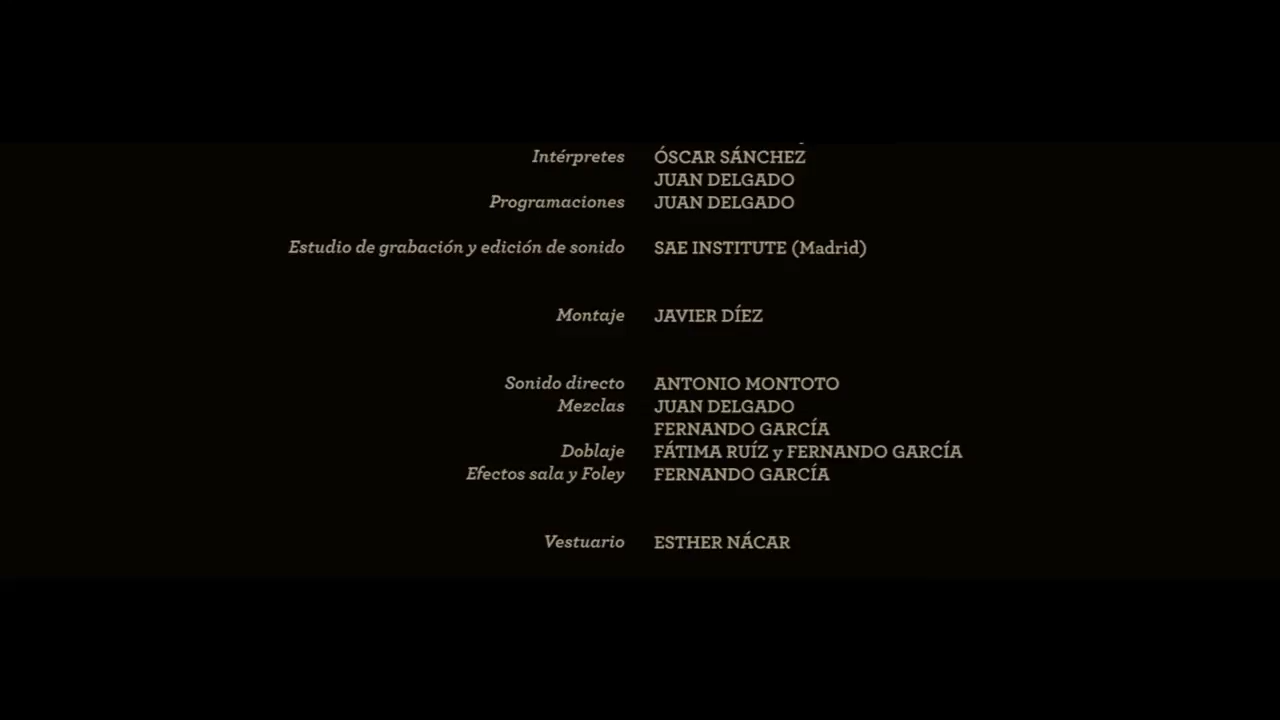 Intérpretes ÓSCAR SÁNCHEZ
JUAN DELGADO
Programaciones JUAN DELGADO
Estudio de grabación y edición de sonido SAE INSTITUTE (Madrid)
Montaje JAVIER DÍEZ
Sonido directo ANTONIO MONTOTO
Mezclas JUAN DELGADO
FERNANDO GARCÍA
Doblaje FÁTIMA RUÍZ y FERNANDO GARCÍA
Efectos sala y Foley FERNANDO GARCÍA
Vestuario ESTHER NÁCAR